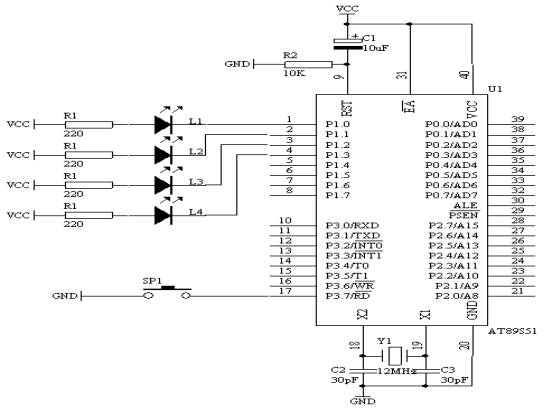 VCC
C1
10uF
R2
GND
10K
9
31
40
U1
RST
EA
VCC
VCC R1 220 L1
VCC R1 220 L2
VCC R1 220 L3
VCC R1 220 L4
1 P1.0 P0.0/AD0 39
2 P1.1 P0.1/AD1 38
3 P1.2 P0.2/AD2 37
4 P1.3 P0.3/AD3 36
5 P1.4 P0.4/AD4 35
6 P1.5 P0.5/AD5 34
7 P1.6 P0.6/AD6 33
8 P1.7 P0.7/AD7 32
ALE 30
PSEN 29
10 P3.0/RXD P2.7/A15 28
11 P3.1/TXD P2.6/A14 27
12 P3.2/INT0 P2.5/A13 26
13 P3.3/INT1 P2.4/A12 25
14 P3.4/T0 P2.3/A11 24
15 P3.5/T1 P2.2/A10 23
16 P3.6/WR P2.1/A9 22
17 P3.7/RD P2.0/A8 21
SP1
GND
X2
X1
GND
AT89S51
18
Y1
19
20
12MHz
C2
30pF
C3
30pF
GND